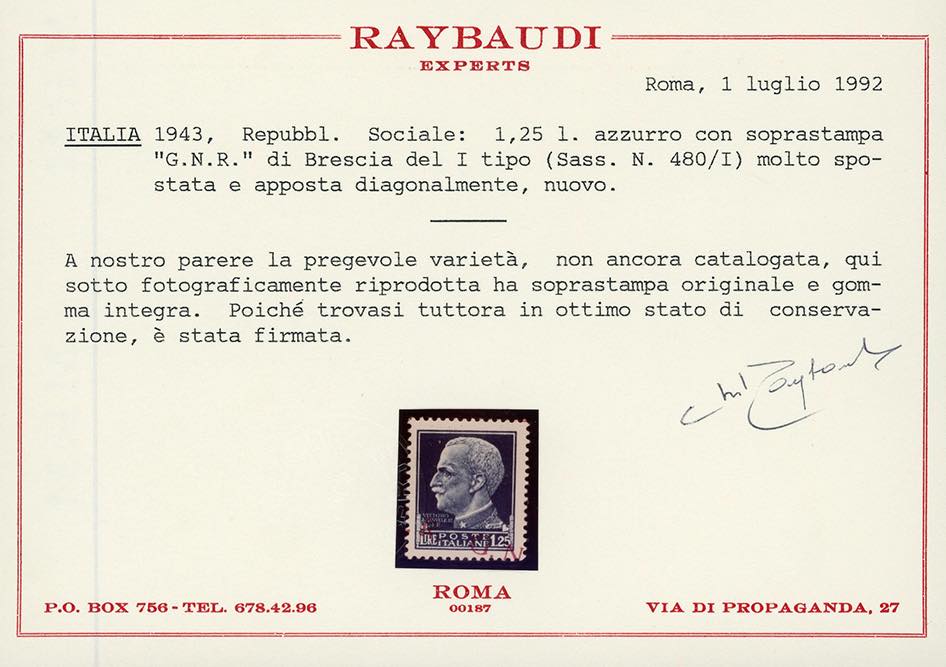 RAYBAUDI
EXPERTS
Roma, 1 luglio 1992
ITALIA 1943, Repubbl. Sociale: 1,25 l. azzurro con soprastampa
"G.N.R." di Brescia del I tipo (Sass. N. 480/I) molto spo-
stata e apposta diagonalmente, nuovo.
A nostro parere la pregevole varietà, non ancora catalogata, qui
sotto fotograficamente riprodotta ha soprastampa originale e gom-
ma integra. Poiché trovasi tuttora in ottimo stato di conserva-
zione, è stata firmata.
POSTE
LIRE ITALIANE 1.25
ROMA
00187
P.O. BOX 756 - TEL. 678.42.96
VIA DI PROPAGANDA, 27